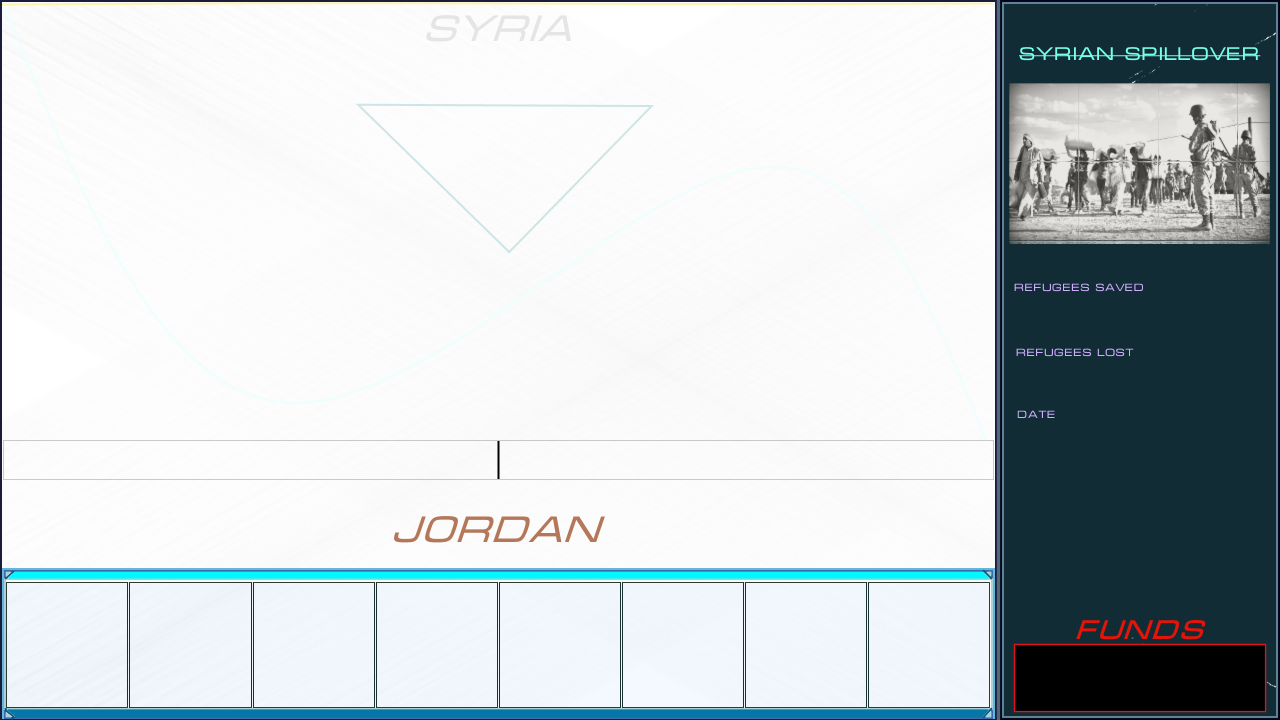 SYRIA
JORDAN
SYRIAN SPILLOVER
REFUGEES SAVED
REFUGEES LOST
DATE
FUNDS